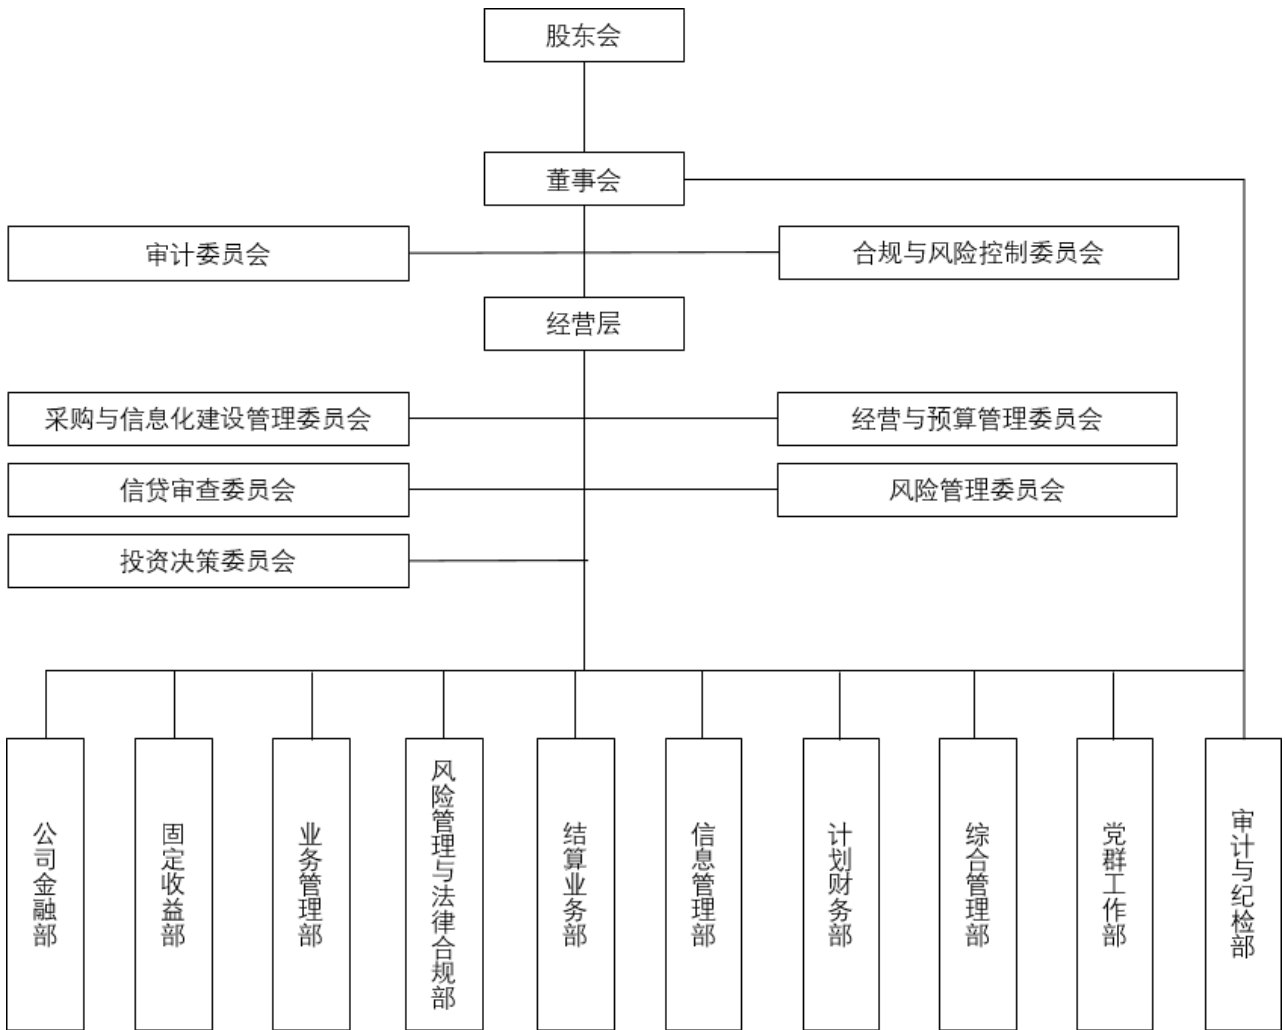 股东会
董事会
审计委员会
合规与风险控制委员会
经营层
采购与信息化建设管理委员会
经营与预算管理委员会
信贷审查委员会
风险管理委员会
投资决策委员会
公司金融部
固定收益部
业务管理部
风险管理与法律合规部
结算业务部
信息管理部
计划财务部
综合管理部
党群工作部
审计与纪检部